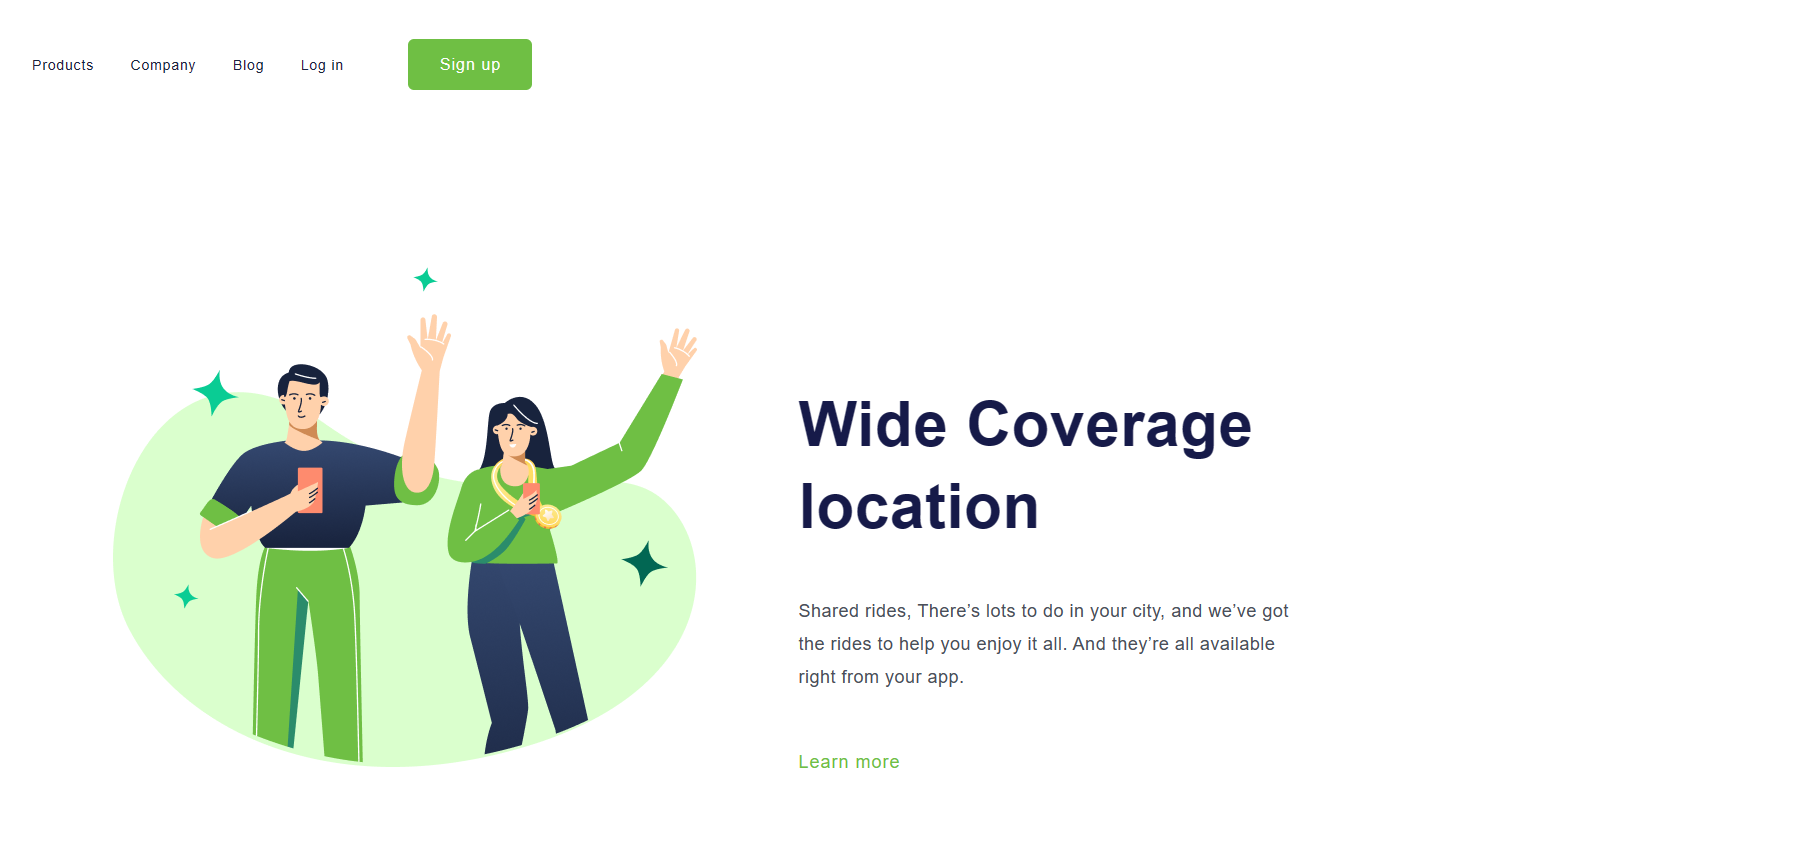 Products Company Blog Log in Sign up
Wide Coverage
location
Shared rides, There’s lots to do in your city, and we’ve got
the rides to help you enjoy it all. And they’re all available
right from your app.
Learn more